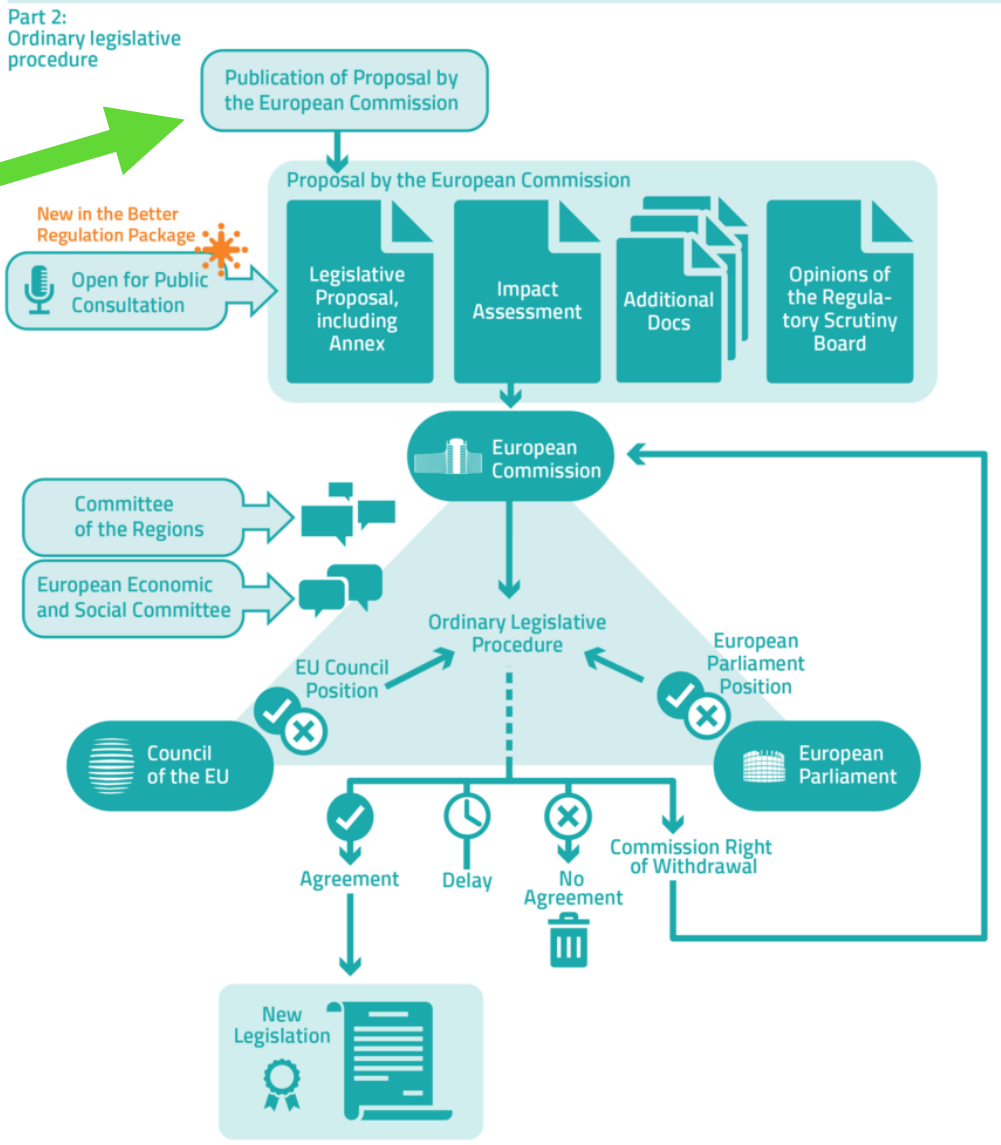 Part 2:
Ordinary legislative
procedure
Publication of Proposal by
the European Commission
Proposal by the European Commission
New in the Better
Regulation Package
Open for Public
Consultation
Legislative
Proposal,
including
Annex
Impact
Assessment
Additional
Docs
Opinions of
the Regula-
tory Scrutiny
Board
European
Commission
Committee
of the Regions
European Economic
and Social Committee
Ordinary Legislative
Procedure
EU Council
Position
European
Parliament
Position
Council
of the EU
European
Parliament
Agreement
Delay
No
Agreement
Commission Right
of Withdrawal
New
Legislation